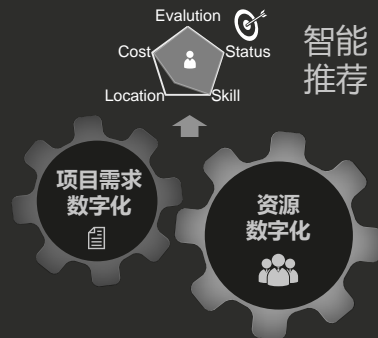 Evalution
智能
推荐
Cost
Status
Location
Skill
项目需求
数字化
资源
数字化